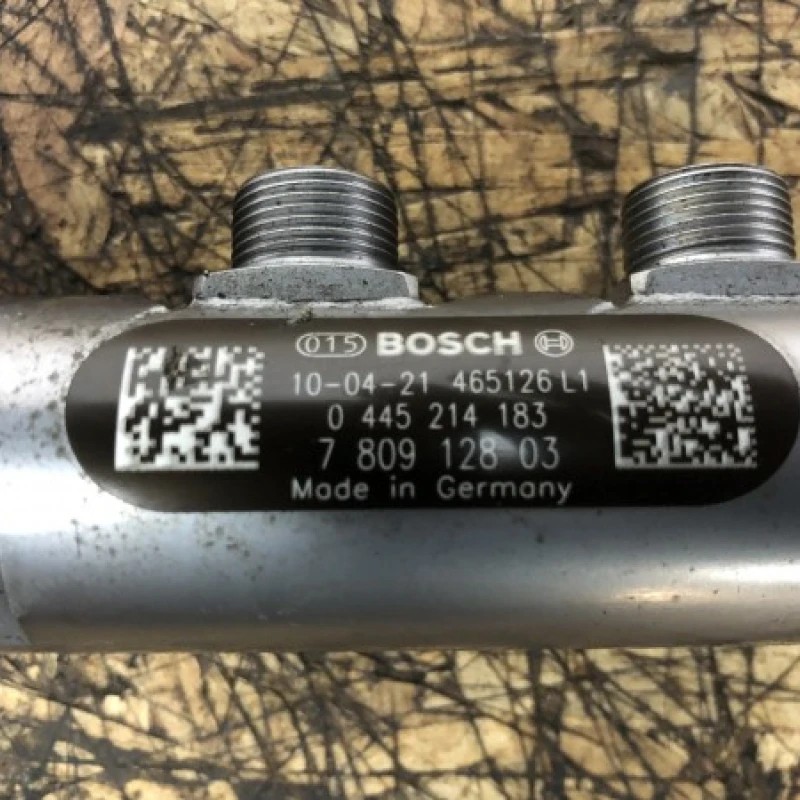 015 BOSCH
10-04-21 465126 L1
0 445 214 183
7 809 128 03
Made in Germany